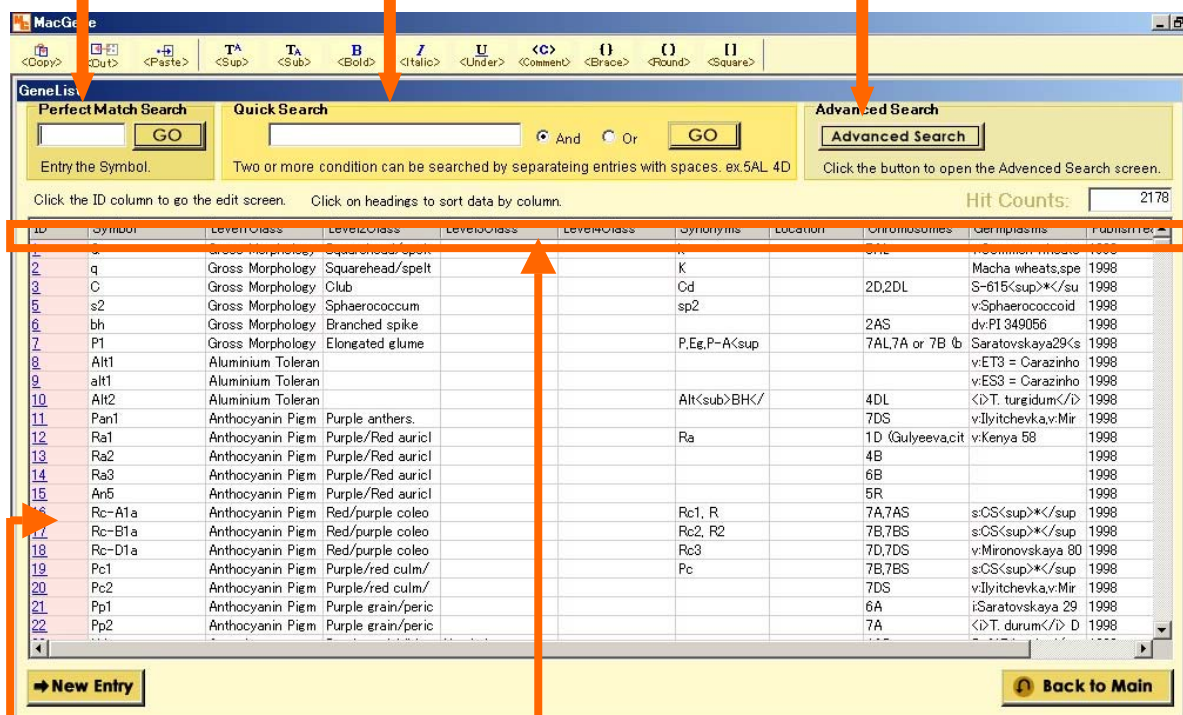 MacGene
<Copy> <Cut> <Paste> T^A <Sup> T_A <Sub> B <Bold> I <Italic> U <Under> <C> <Comment> {} <Brace> () <Round> [] <Square>
GeneList
Perfect Match Search Quick Search Advanced Search
GO And Or GO Advanced Search
Entry the Symbol. Two or more condition can be searched by separateing entries with spaces. ex.5AL 4D Click the button to open the Advenced Search screen.
Click the ID column to go the edit screen. Click on headings to sort data by column. Hit Counts: 2178
ID Symbol Level1Class Level2Class Level3Class Level4Class Synonyms Location Chromosomes Germplasms
2 q Gross Morphology Squarehead/spelt K Macha wheats,spe 1998
3 C Gross Morphology Club Cd 2D,2DL S-615<sup>*</su 1998
5 s2 Gross Morphology Sphaerococcum sp2 v:Sphaerococcoid 1998
6 bh Gross Morphology Branched spike 2AS dv:PI 349056 1998
7 P1 Gross Morphology Elongated glume P,Eg,P-A<sup 7AL,7A or 7B (b Saratovskaya29<s 1998
8 Alt1 Aluminium Toleran v:ET3 = Carazinho 1998
9 alt1 Aluminium Toleran v:ES3 = Carazinho 1998
10 Alt2 Aluminium Toleran Alt<sub>BH</ 4DL <i>T. turgidum</i> 1998
11 Pan1 Anthocyanin Pigm Purple anthers. 7DS v:Ilyitchevka,v:Mir 1998
12 Ra1 Anthocyanin Pigm Purple/Red auricl Ra 1D (Gulyeeva,cit v:Kenya 58 1998
13 Ra2 Anthocyanin Pigm Purple/Red auricl 4B 1998
14 Ra3 Anthocyanin Pigm Purple/Red auricl 6B 1998
15 An5 Anthocyanin Pigm Purple/Red auricl 5R 1998
16 Rc-A1a Anthocyanin Pigm Red/purple coleo Rc1, R 7A,7AS s:CS<sup>*</sup 1998
17 Rc-B1a Anthocyanin Pigm Red/purple coleo Rc2, R2 7B,7BS s:CS<sup>*</sup 1998
18 Rc-D1a Anthocyanin Pigm Red/purple coleo Rc3 7D,7DS v:Mironovskaya 80 1998
19 Pc1 Anthocyanin Pigm Purple/red culm/ Pc 7B,7BS s:CS<sup>*</sup 1998
20 Pc2 Anthocyanin Pigm Purple/red culm/ 7DS v:Ilyitchevka,v:Mir 1998
21 Pp1 Anthocyanin Pigm Purple grain/peric 6A i:Saratovskaya 29 1998
22 Pp2 Anthocyanin Pigm Purple grain/peric 7A <i>T. durum</i> D 1998
New Entry Back to Main